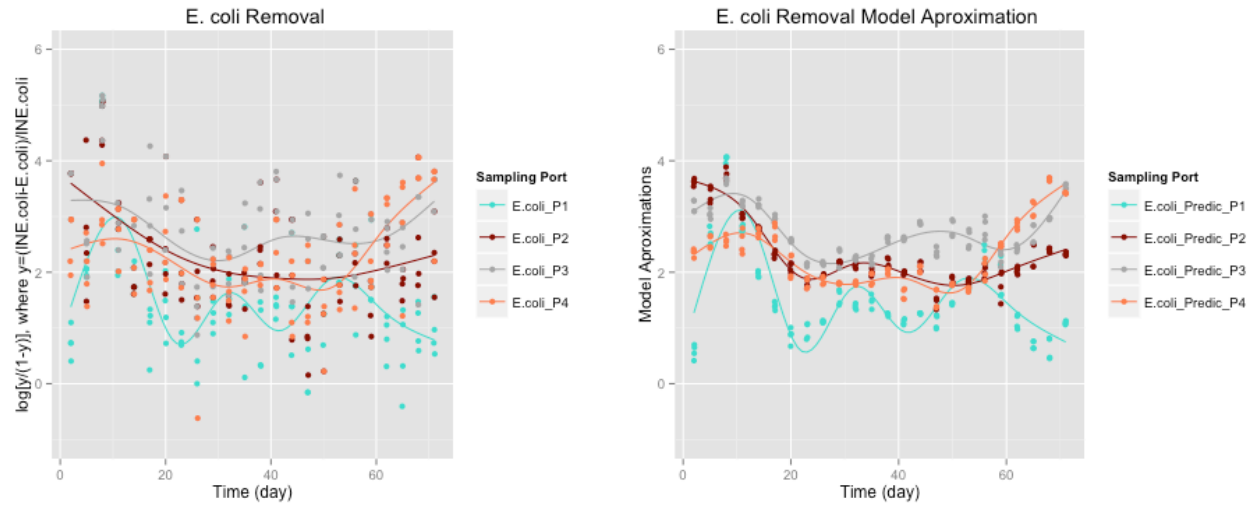 E. coli Removal
log[y/(1-y)], where y=(INE.coli-E.coli)/INE.coli
6
4
2
0
0
20
40
60
Time (day)
Sampling Port
E.coli_P1
E.coli_P2
E.coli_P3
E.coli_P4
E. coli Removal Model Aproximation
Model Aproximations
6
4
2
0
0
20
40
60
Time (day)
Sampling Port
E.coli_Predic_P1
E.coli_Predic_P2
E.coli_Predic_P3
E.coli_Predic_P4